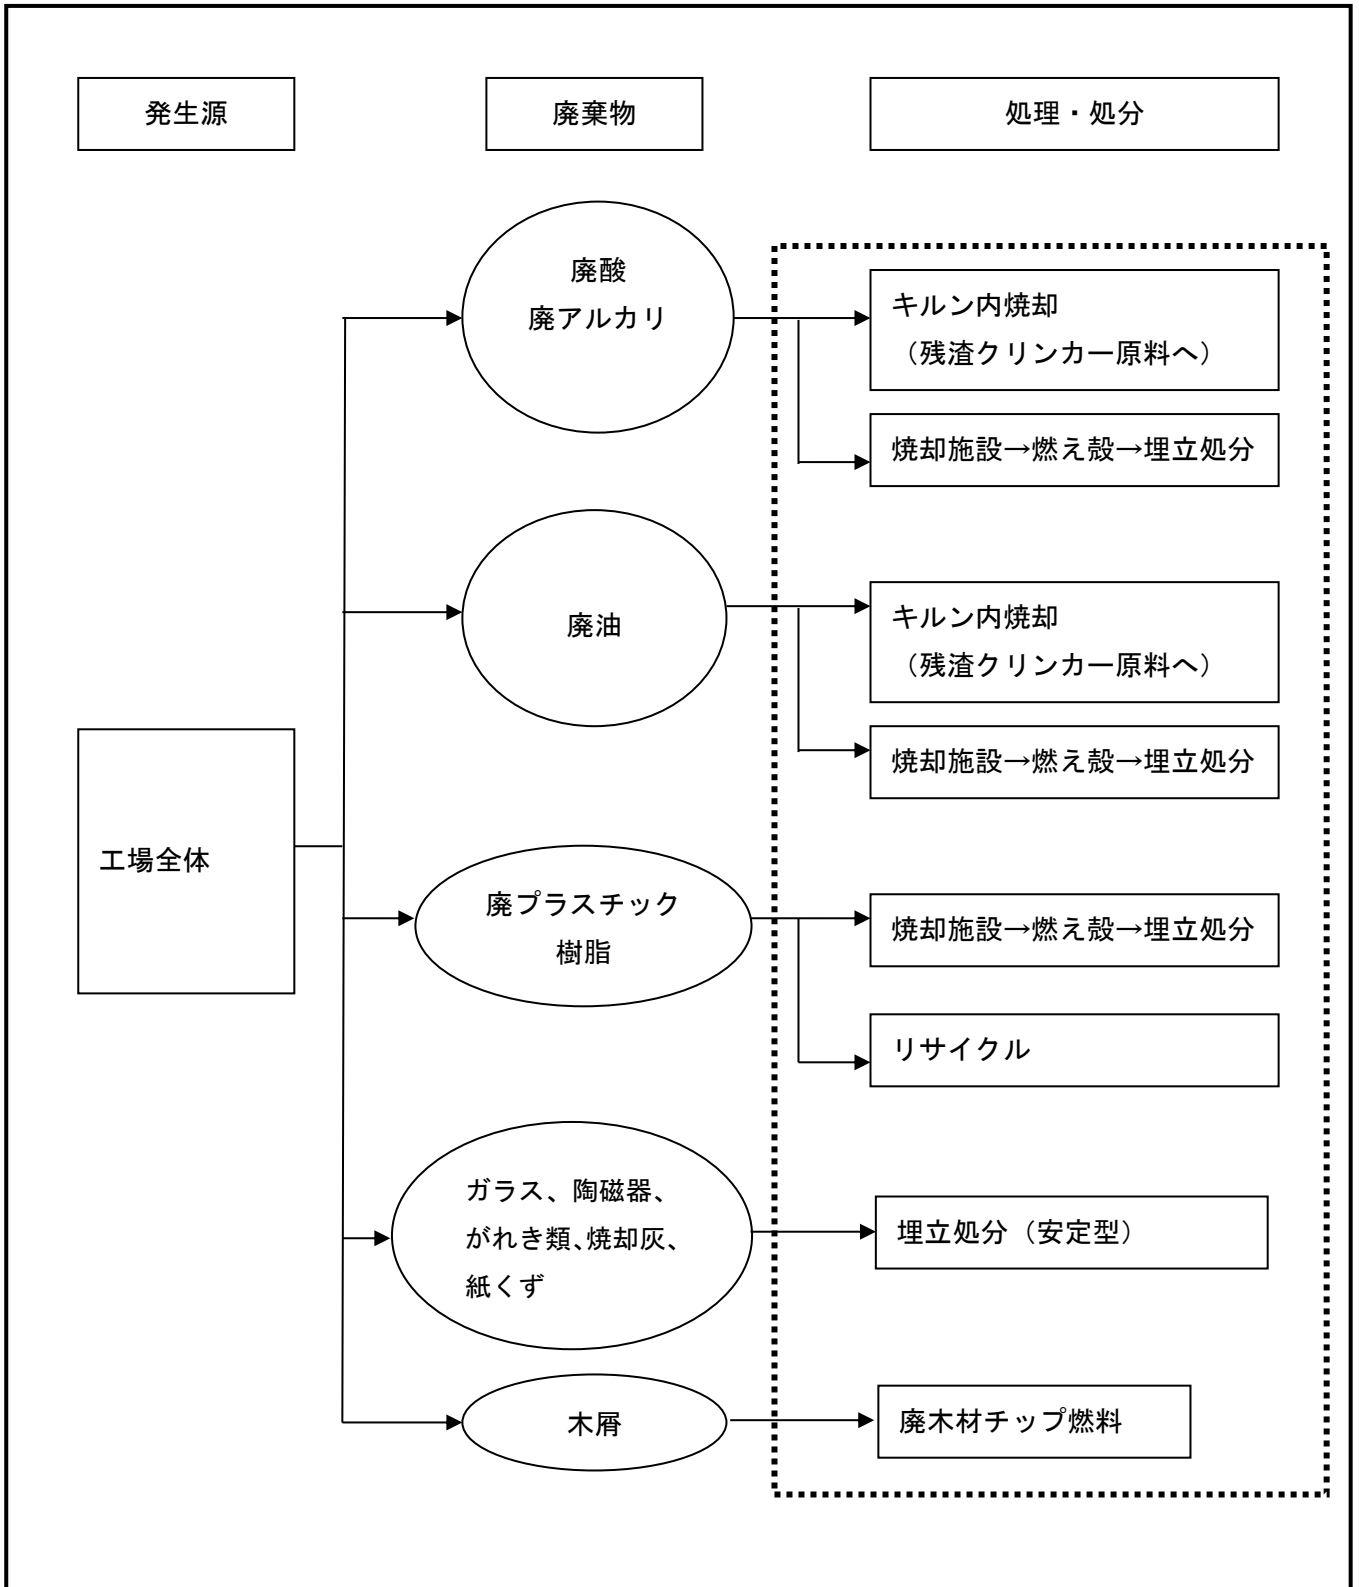 発生源
廃棄物
処理・処分
工場全体
廃酸
廃アルカリ
キルン内焼却
（残渣クリンカー原料へ）
焼却施設→燃え殻→埋立処分
廃油
キルン内焼却
（残渣クリンカー原料へ）
焼却施設→燃え殻→埋立処分
廃プラスチック
樹脂
焼却施設→燃え殻→埋立処分
リサイクル
ガラス、陶磁器、
がれき類、焼却灰、
紙くず
埋立処分（安定型）
木屑
廃木材チップ燃料